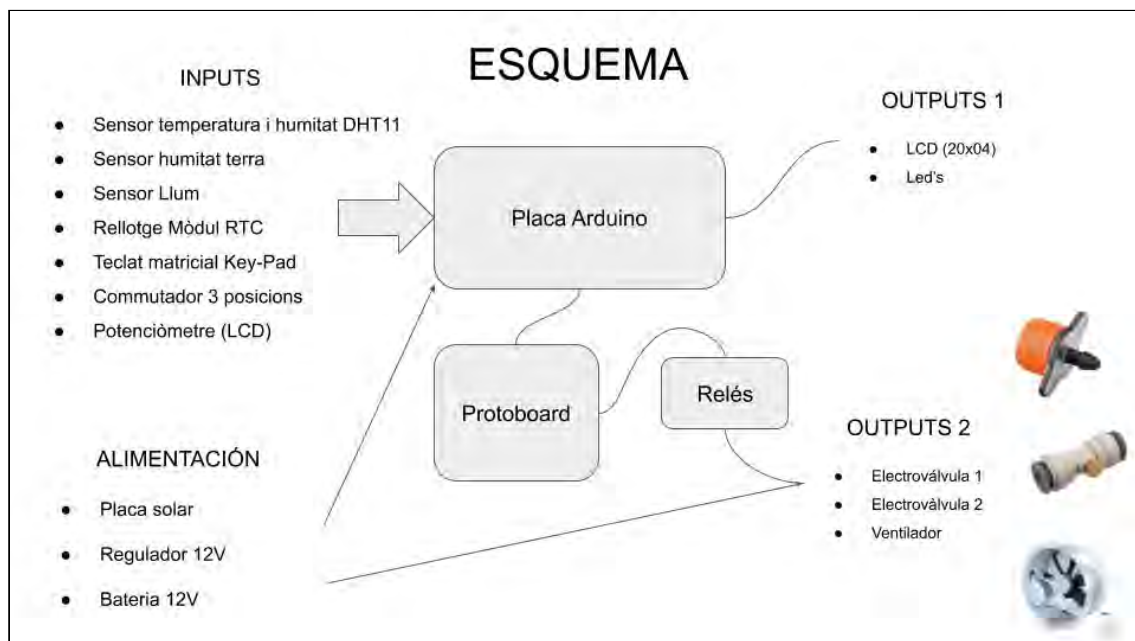 ESQUEMA
INPUTS
● Sensor temperatura i humitat DHT11
● Sensor humitat terra
● Sensor Llum
● Rellotge Mòdul RTC
● Teclat matricial Key-Pad
● Commutador 3 posicions
● Potenciòmetre (LCD)
Placa Arduino
OUTPUTS 1
● LCD (20x04)
● Led's
Protoboard
Relés
ALIMENTACIÓN
● Placa solar
● Regulador 12V
● Bateria 12V
OUTPUTS 2
● Electroválvula 1
● Electroválvula 2
● Ventilador